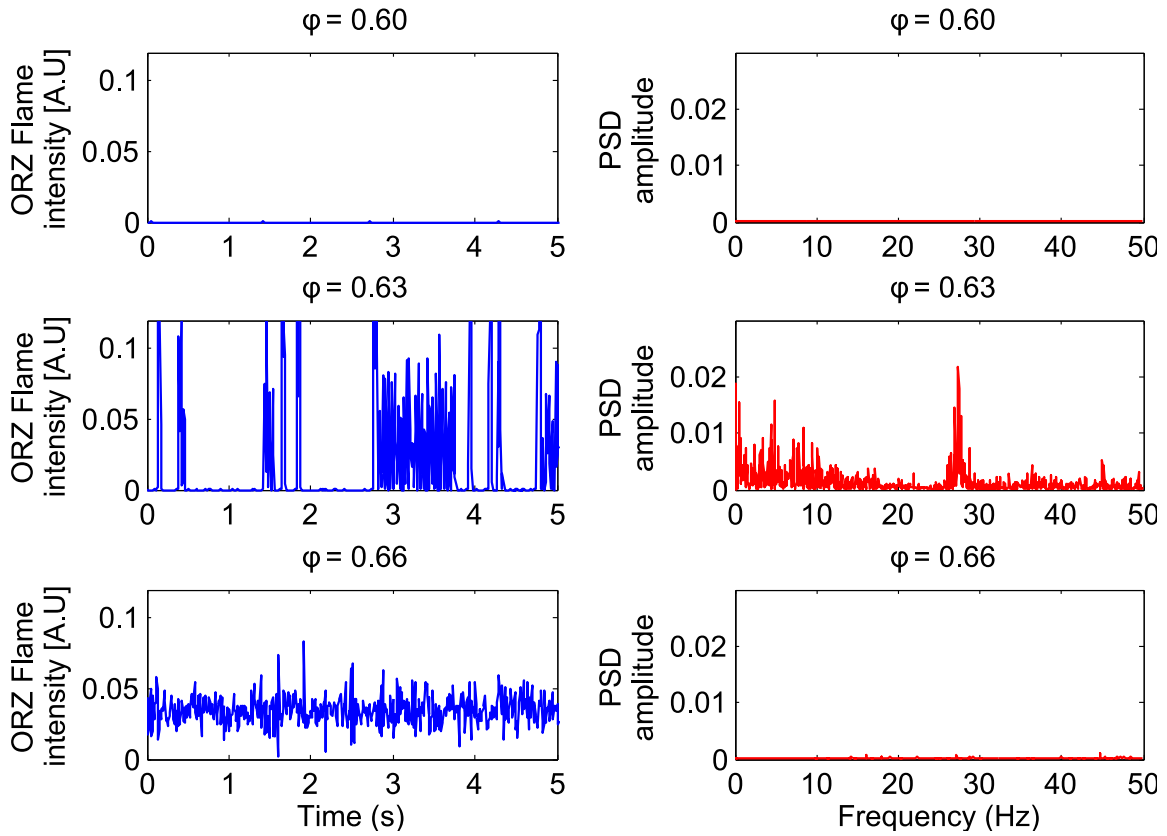 φ = 0.60
φ = 0.60
ORZ Flame
intensity [A.U]
0.1
0.05
0
0 1 2 3 4 5
PSD
amplitude
0.02
0.01
0
0 10 20 30 40 50
φ = 0.63
φ = 0.63
ORZ Flame
intensity [A.U]
0.1
0.05
0
0 1 2 3 4 5
PSD
amplitude
0.02
0.01
0
0 10 20 30 40 50
φ = 0.66
φ = 0.66
ORZ Flame
intensity [A.U]
0.1
0.05
0
0 1 2 3 4 5
Time (s)
PSD
amplitude
0.02
0.01
0
0 10 20 30 40 50
Frequency (Hz)